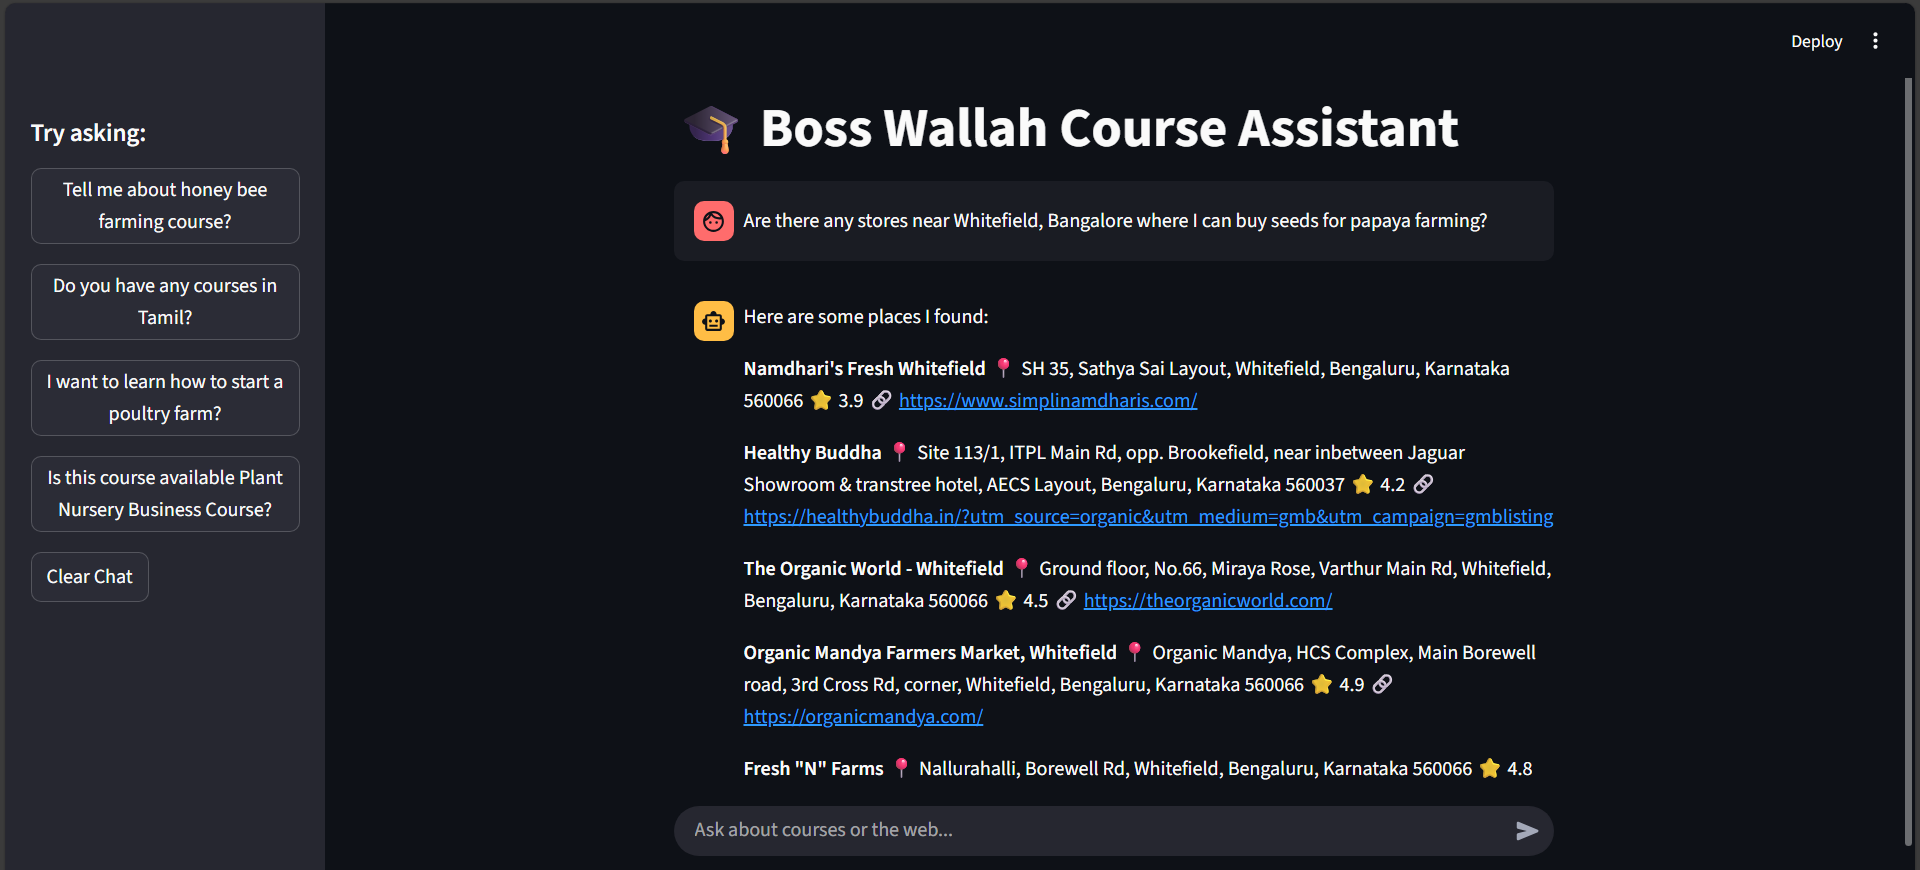 Deploy
Try asking:
Tell me about honey bee
farming course?
Do you have any courses in
Tamil?
I want to learn how to start a
poultry farm?
Is this course available Plant
Nursery Business Course?
Clear Chat
Boss Wallah Course Assistant
Are there any stores near Whitefield, Bangalore where I can buy seeds for papaya farming?
Here are some places I found:
Namdhari's Fresh Whitefield 📍 SH 35, Sathya Sai Layout, Whitefield, Bengaluru, Karnataka
560066 ⭐ 3.9 🔗 https://www.simplinamdharis.com/
Healthy Buddha 📍 Site 113/1, ITPL Main Rd, opp. Brookefield, near inbetween Jaguar
Showroom & transtree hotel, AECS Layout, Bengaluru, Karnataka 560037 ⭐ 4.2 🔗
https://healthybuddha.in/?utm_source=organic&utm_medium=gmb&utm_campaign=gmblisting
The Organic World - Whitefield 📍 Ground floor, No.66, Miraya Rose, Varthur Main Rd, Whitefield,
Bengaluru, Karnataka 560066 ⭐ 4.5 🔗 https://theorganicworld.com/
Organic Mandya Farmers Market, Whitefield 📍 Organic Mandya, HCS Complex, Main Borewell
road, 3rd Cross Rd, corner, Whitefield, Bengaluru, Karnataka 560066 ⭐ 4.9 🔗
https://organicmandya.com/
Fresh "N" Farms 📍 Nallurahalli, Borewell Rd, Whitefield, Bengaluru, Karnataka 560066 ⭐ 4.8
Ask about courses or the web...